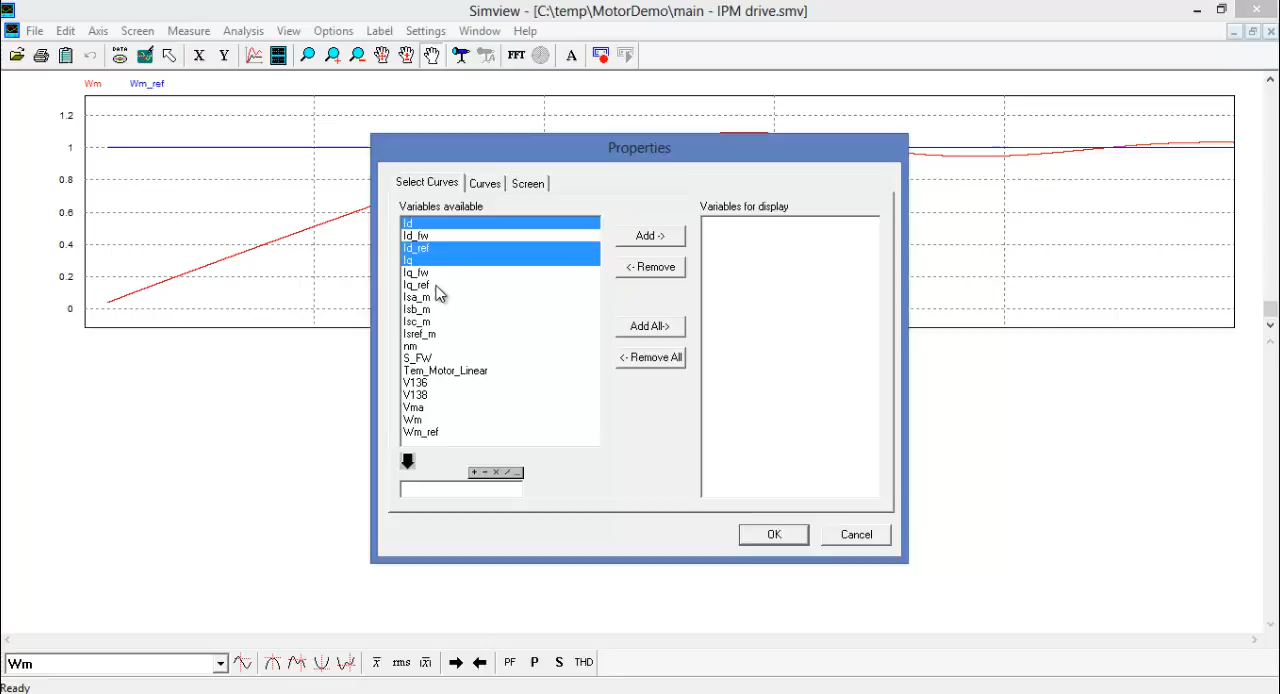 Simview - [C:\temp\MotorDemo\main - IPM drive.smv]
File Edit Axis Screen Measure Analysis View Options Label Settings Window Help
DATA X Y FFT A
Wm Wm_ref
1.2
1
0.8
0.6
0.4
0.2
0
Properties
Select Curves Curves Screen
Variables available
Id
Id_fw
Id_ref
Iq
Iq_fw
Iq_ref
Isa_m
Isb_m
Isc_m
Isref_m
nm
S_FW
Tem_Motor_Linear
V136
V138
Vma
Wm
Wm_ref
Add ->
<- Remove
Add All->
<- Remove All
Variables for display
OK Cancel
Wm rms PF P S THD
Ready